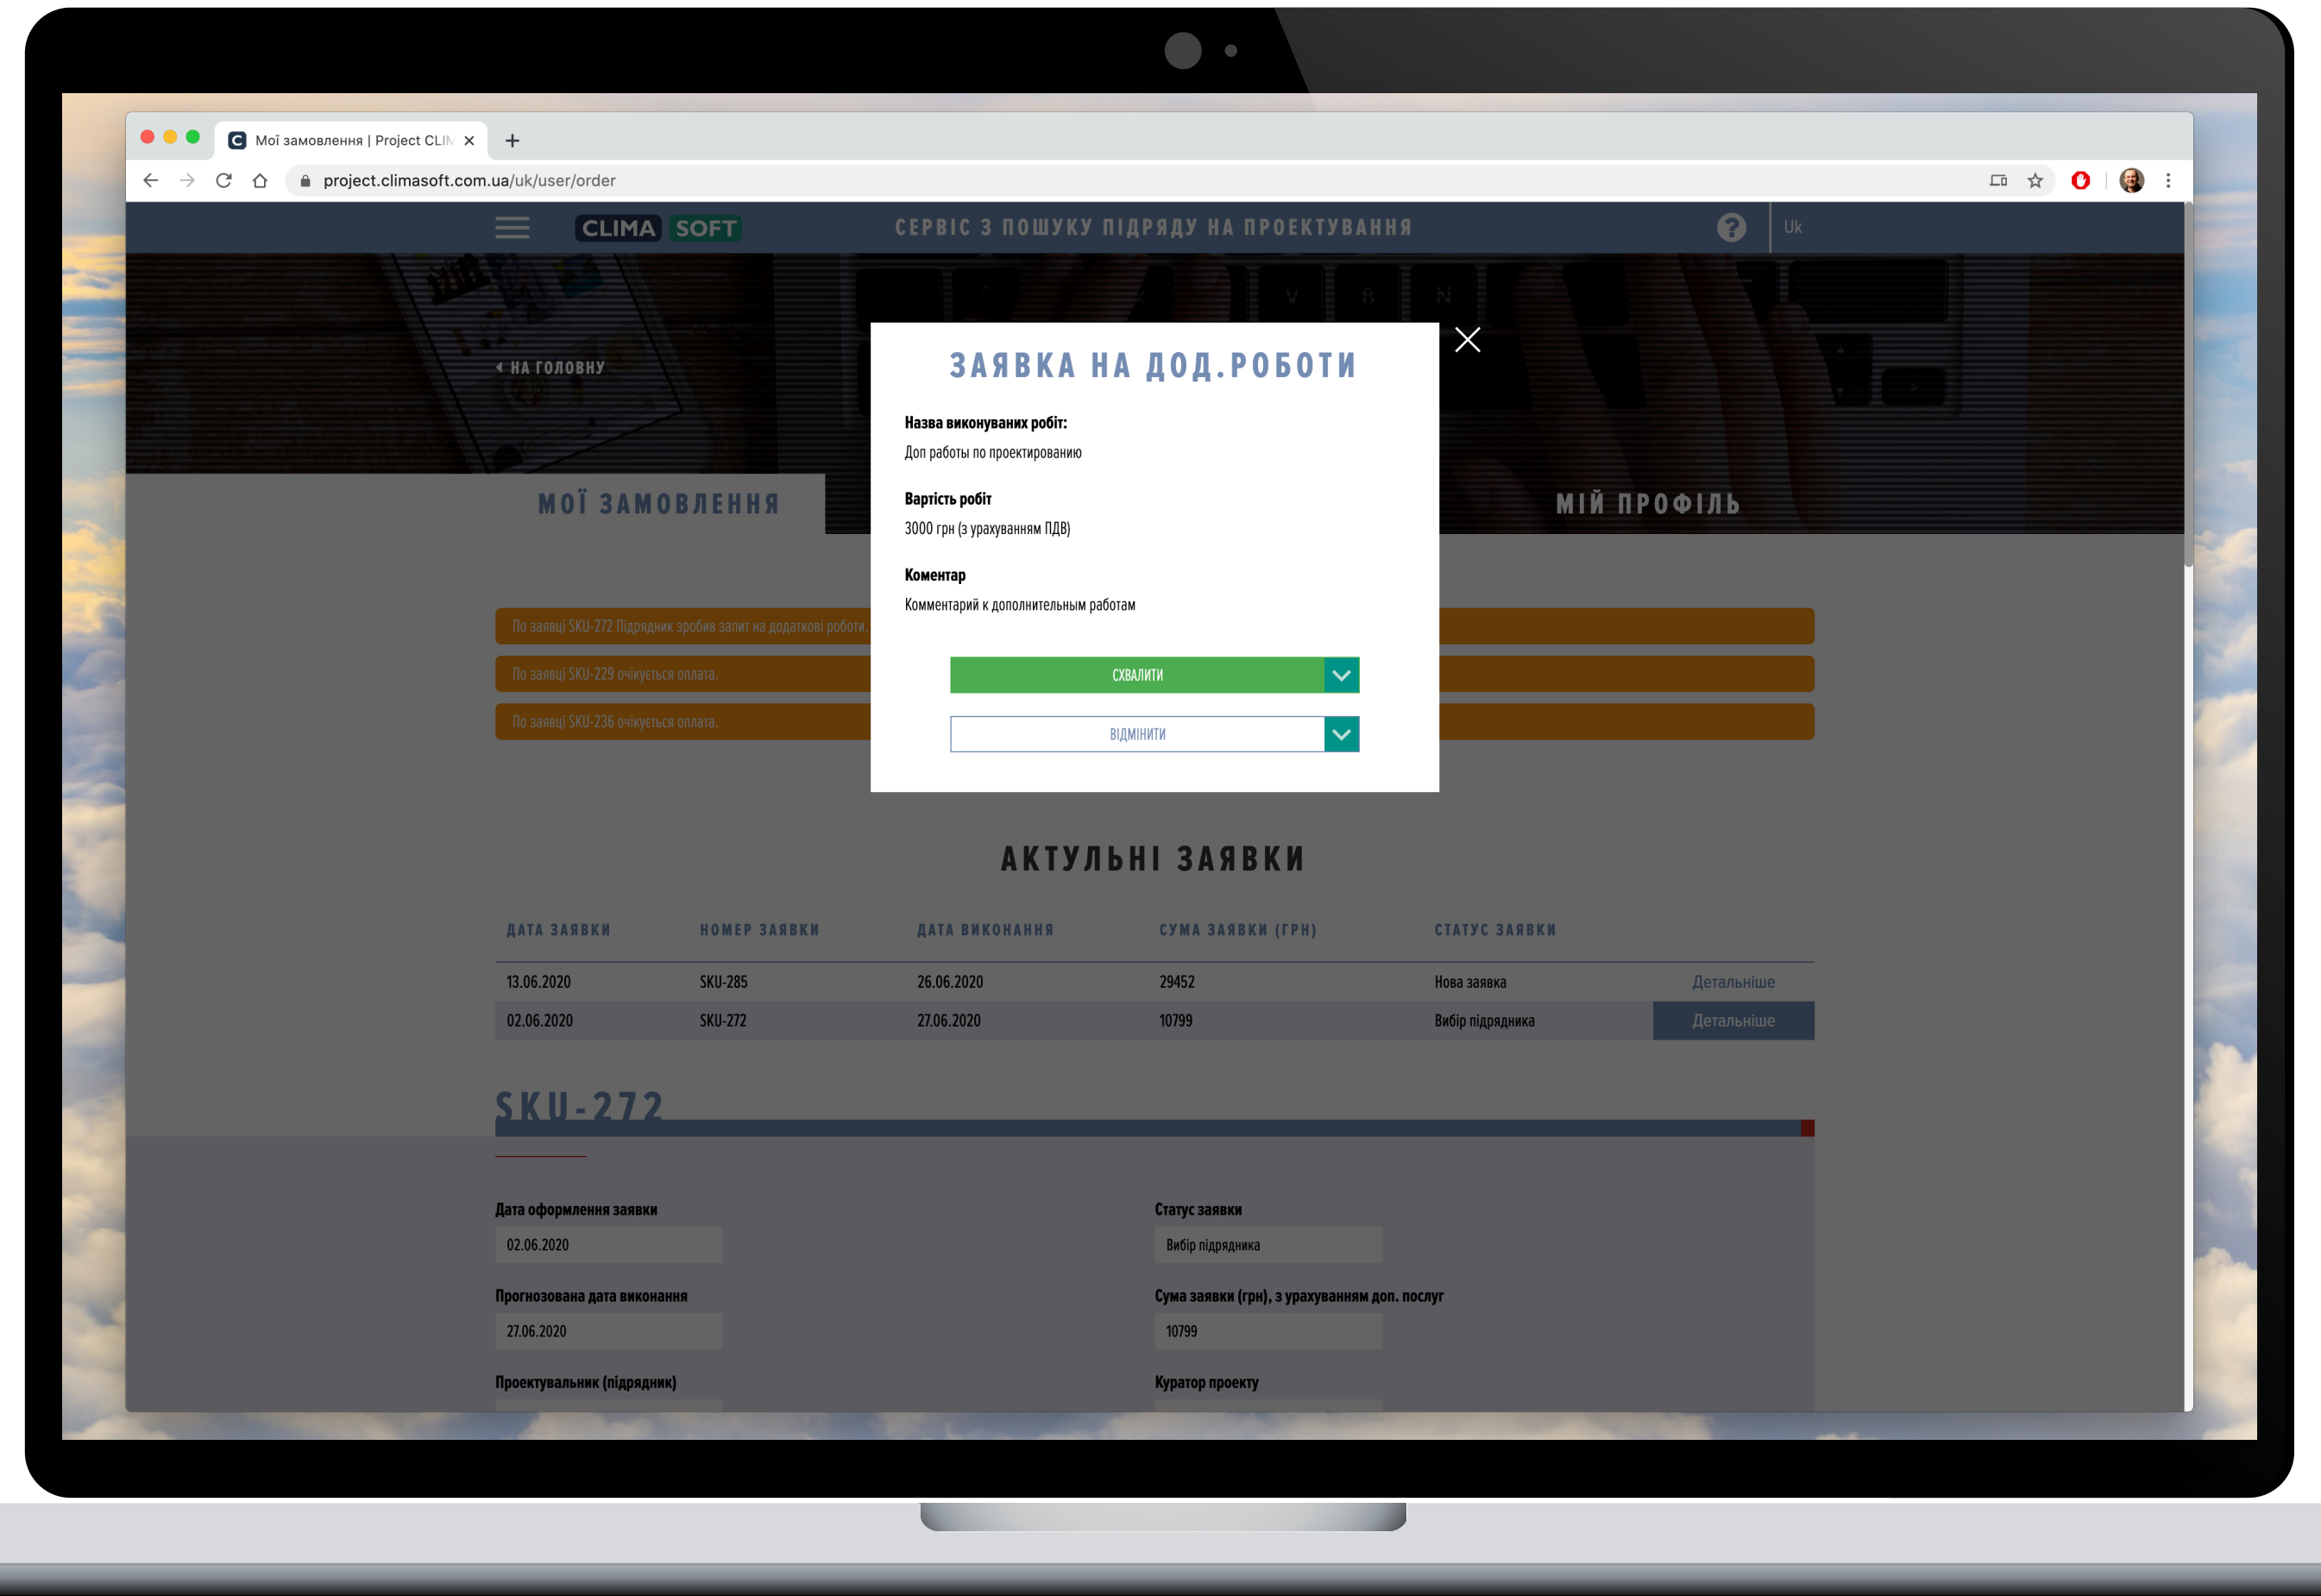 Мої замовлення | Project CLIM
project.climasoft.com.ua/uk/user/order
CLIMA SOFT
СЕРВІС З ПОШУКУ ПІДРЯДУ НА ПРОЕКТУВАННЯ
?
Uk
НА ГОЛОВНУ
МОЇ ЗАМОВЛЕННЯ
МІЙ ПРОФІЛЬ
ЗАЯВКА НА ДОД.РОБОТИ
Назва виконуваних робіт:
Доп работы по проектированию
Вартість робіт
3000 грн (з урахуванням ПДВ)
Коментар
Комментарий к дополнительным работам
СХВАЛИТИ
ВІДМІНИТИ
По заявці SKU-272 Підрядник зробив запит на додаткові роботи.
По заявці SKU-229 очікується оплата.
По заявці SKU-236 очікується оплата.
АКТУЛЬНІ ЗАЯВКИ
ДАТА ЗАЯВКИ НОМЕР ЗАЯВКИ ДАТА ВИКОНАННЯ СУМА ЗАЯВКИ (ГРН) СТАТУС ЗАЯВКИ
13.06.2020 SKU-285 26.06.2020 29452 Нова заявка Детальніше
02.06.2020 SKU-272 27.06.2020 10799 Вибір підрядника Детальніше
SKU-272
Дата оформлення заявки
02.06.2020
Статус заявки
Вибір підрядника
Прогнозована дата виконання
27.06.2020
Сума заявки (грн), з урахуванням доп. послуг
10799
Проектувальник (підрядник)
Куратор проекту